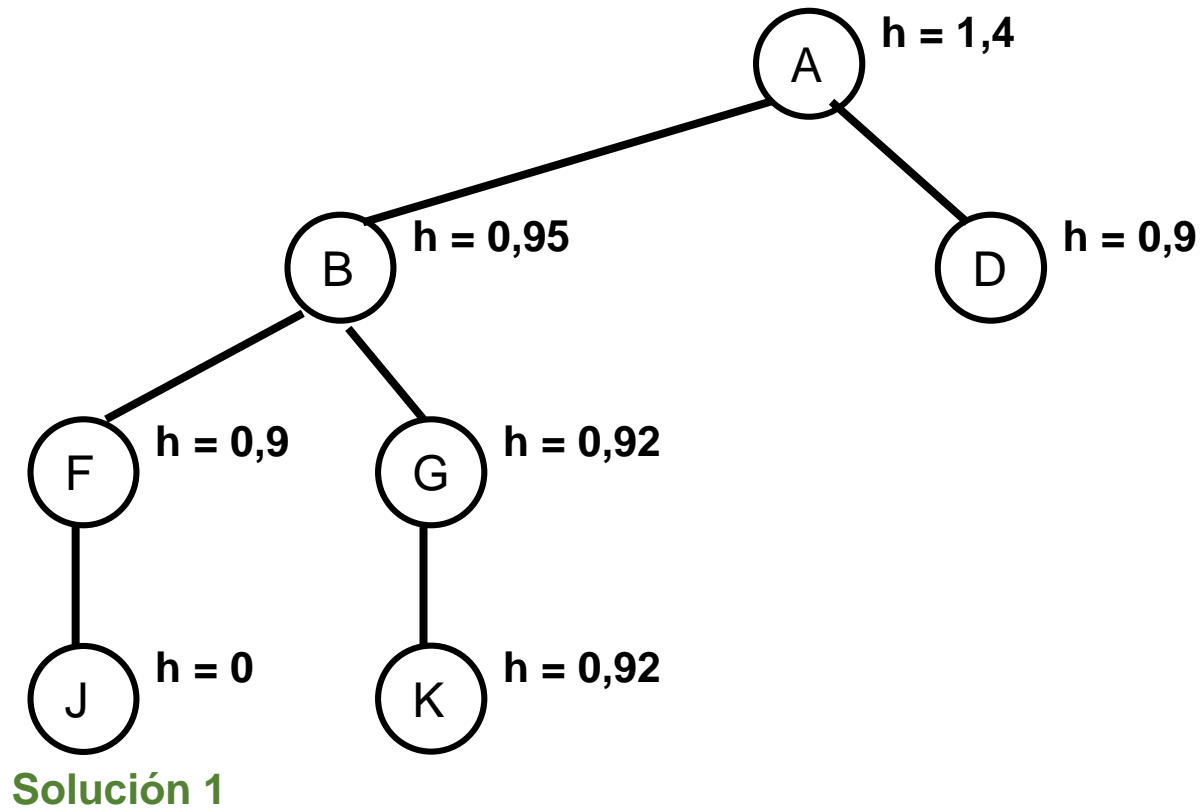 A h = 1,4
B h = 0,95
D h = 0,9
F h = 0,9
G h = 0,92
J h = 0
K h = 0,92
Solución 1